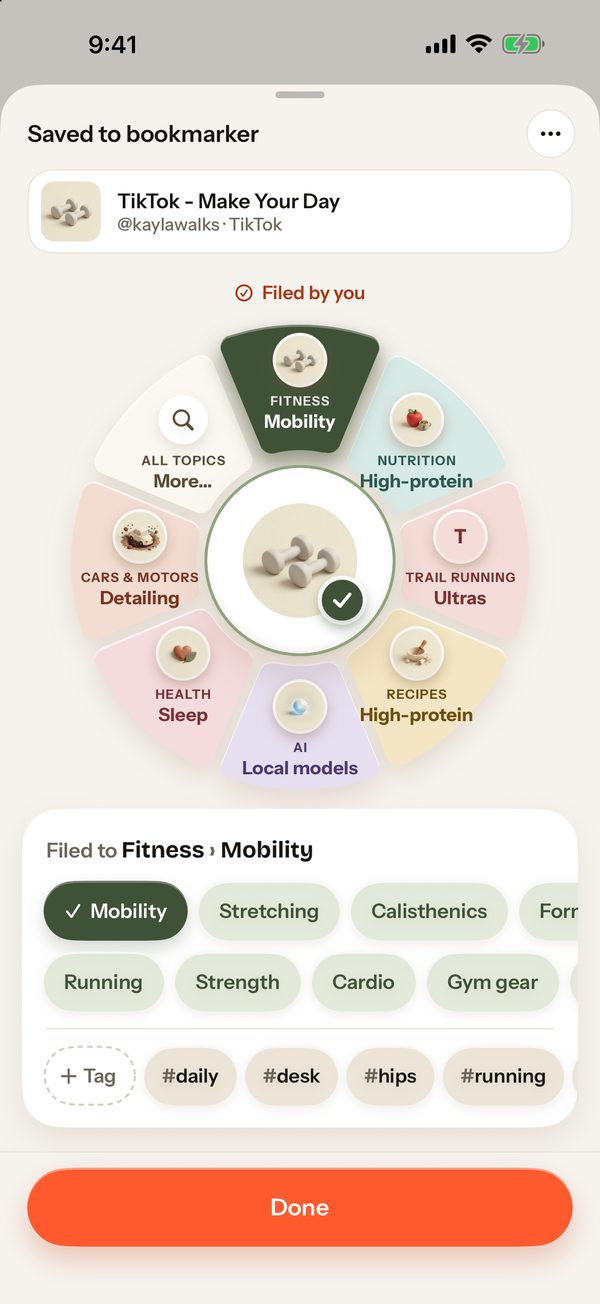 9:41
Saved to bookmarker
TikTok - Make Your Day
@kaylawalks · TikTok
Filed by you
FITNESS
Mobility
ALL TOPICS
More...
NUTRITION
High-protein
CARS & MOTORS
Detailing
T
TRAIL RUNNING
Ultras
HEALTH
Sleep
RECIPES
High-protein
AI
Local models
Filed to Fitness › Mobility
Mobility Stretching Calisthenics
Running Strength Cardio Gym gear
+ Tag #daily #desk #hips #running
Done